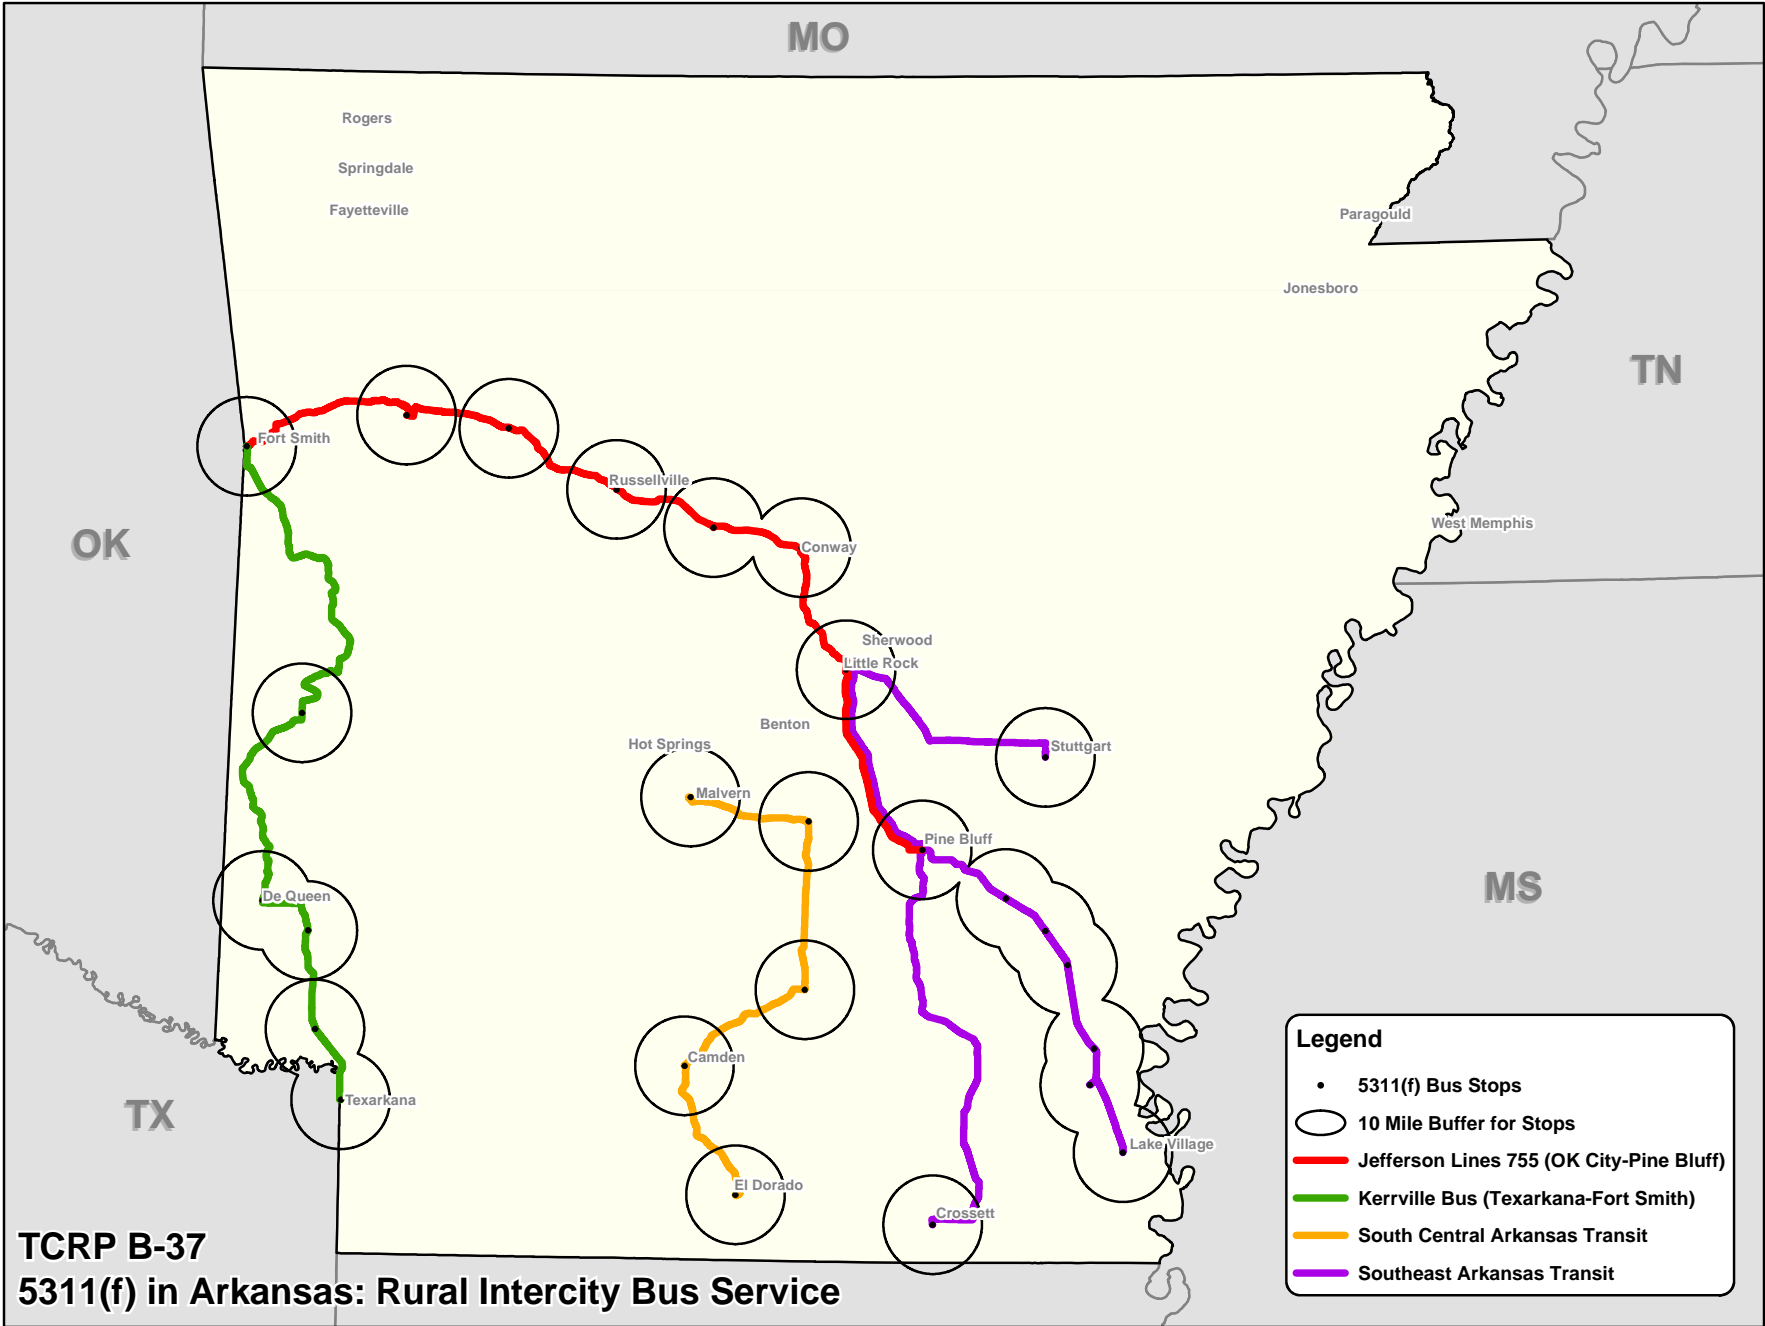 MO
Rogers
Springdale
Fayetteville
Paragould
Jonesboro
TN
Fort Smith
Russellville
West Memphis
OK
Conway
Sherwood
Little Rock
Benton
Hot Springs
Stuttgart
Malvern
Pine Bluff
MS
De Queen
Camden
Texarkana
TX
Lake Village
El Dorado
Crossett
Legend
5311(f) Bus Stops
10 Mile Buffer for Stops
Jefferson Lines 755 (OK City-Pine Bluff)
Kerrville Bus (Texarkana-Fort Smith)
South Central Arkansas Transit
Southeast Arkansas Transit
TCRP B-37
5311(f) in Arkansas: Rural Intercity Bus Service